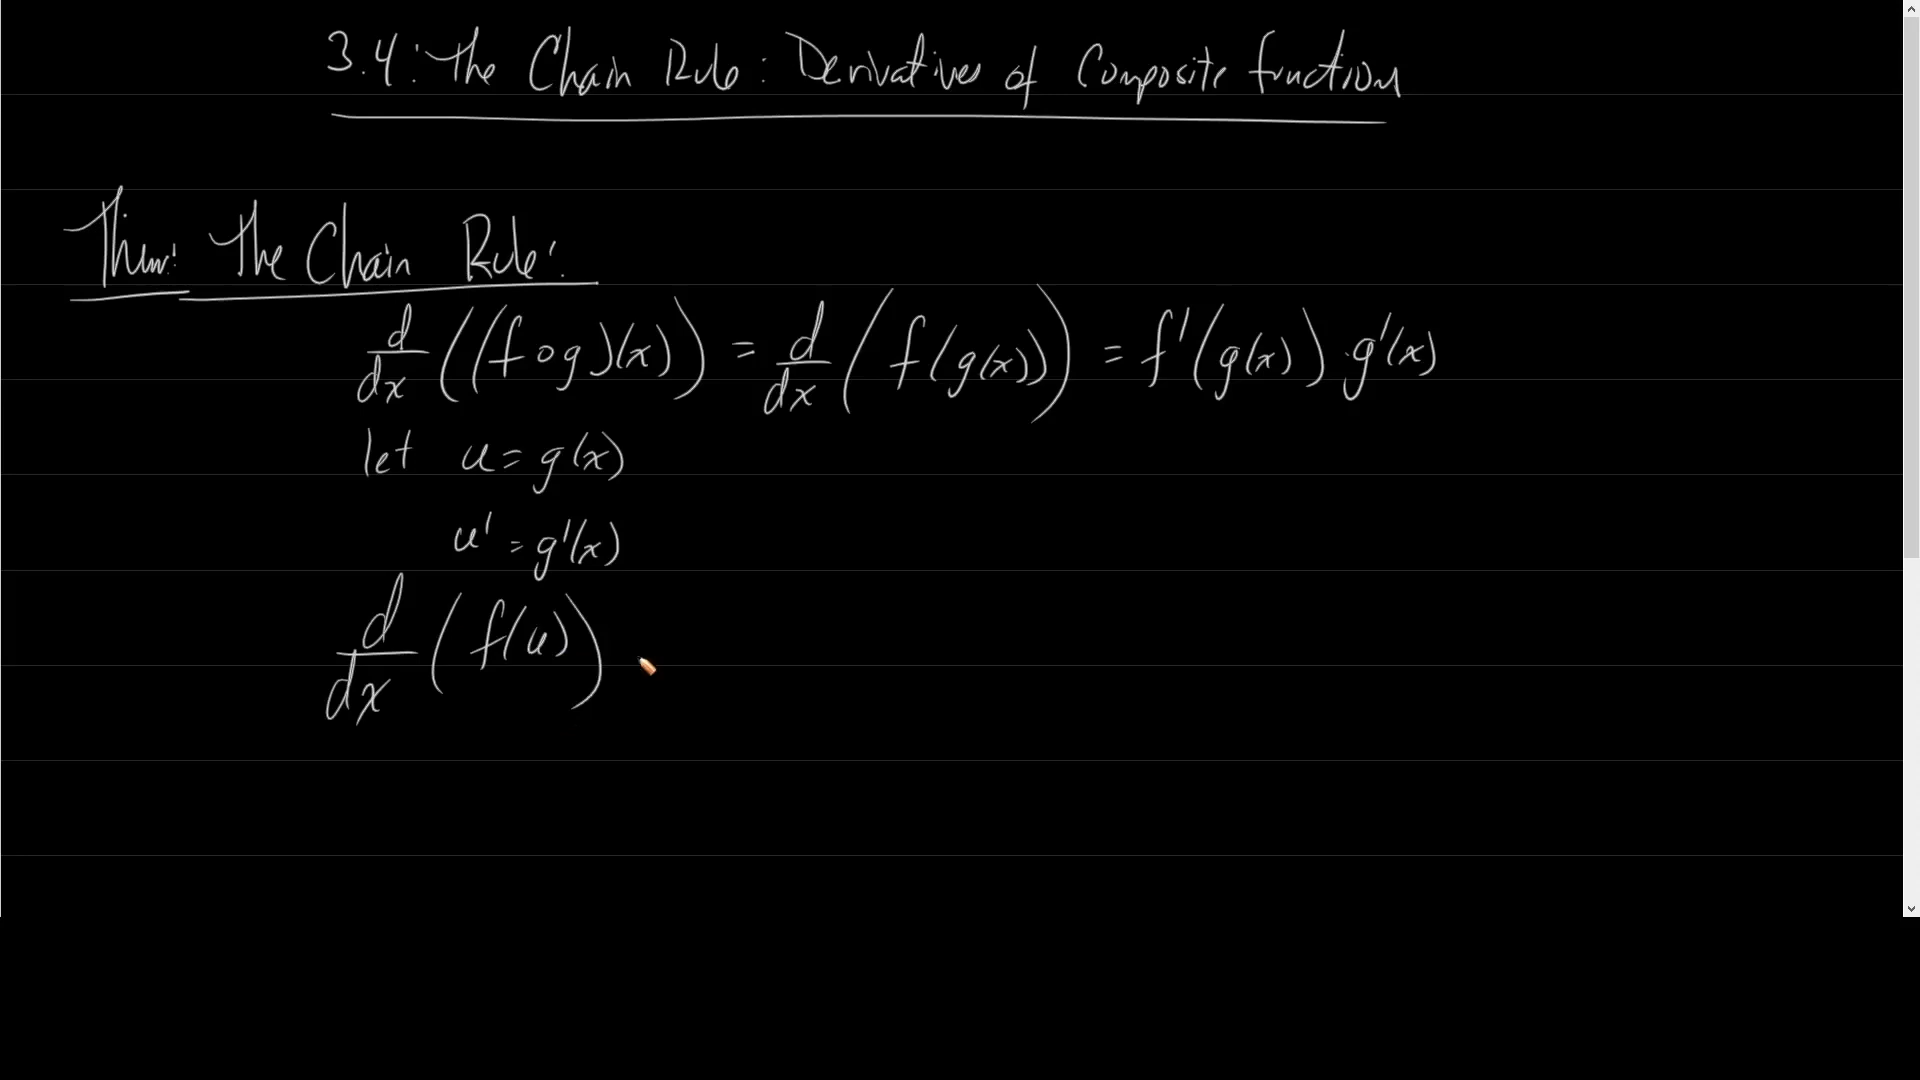 3.4: The Chain Rule: Derivatives of Composite functions
Thm: The Chain Rule:
d/dx ((f∘g)(x)) = d/dx (f(g(x))) = f'(g(x)) · g'(x)
let u = g(x)
u' = g'(x)
d/dx (f(u))